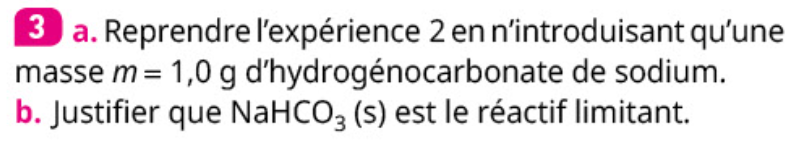 3 a. Reprendre l'expérience 2 en n'introduisant qu'une
masse m = 1,0 g d'hydrogénocarbonate de sodium.
b. Justifier que NaHCO₃ (s) est le réactif limitant.